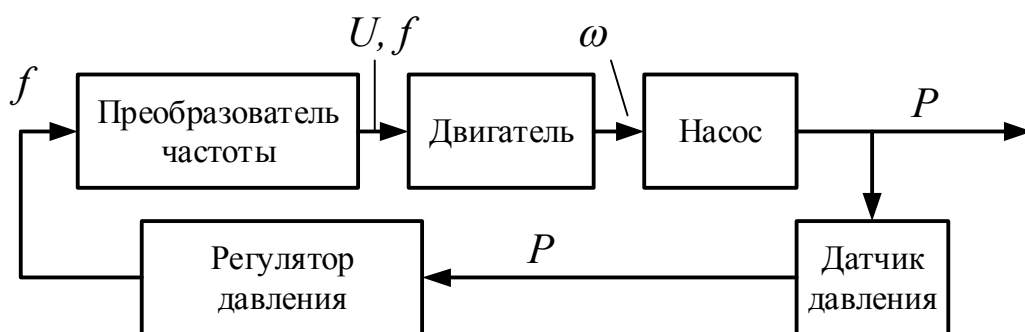 U, f
ω
f
P
Преобразователь
частоты
Двигатель
Насос
Регулятор
давления
P
Датчик
давления